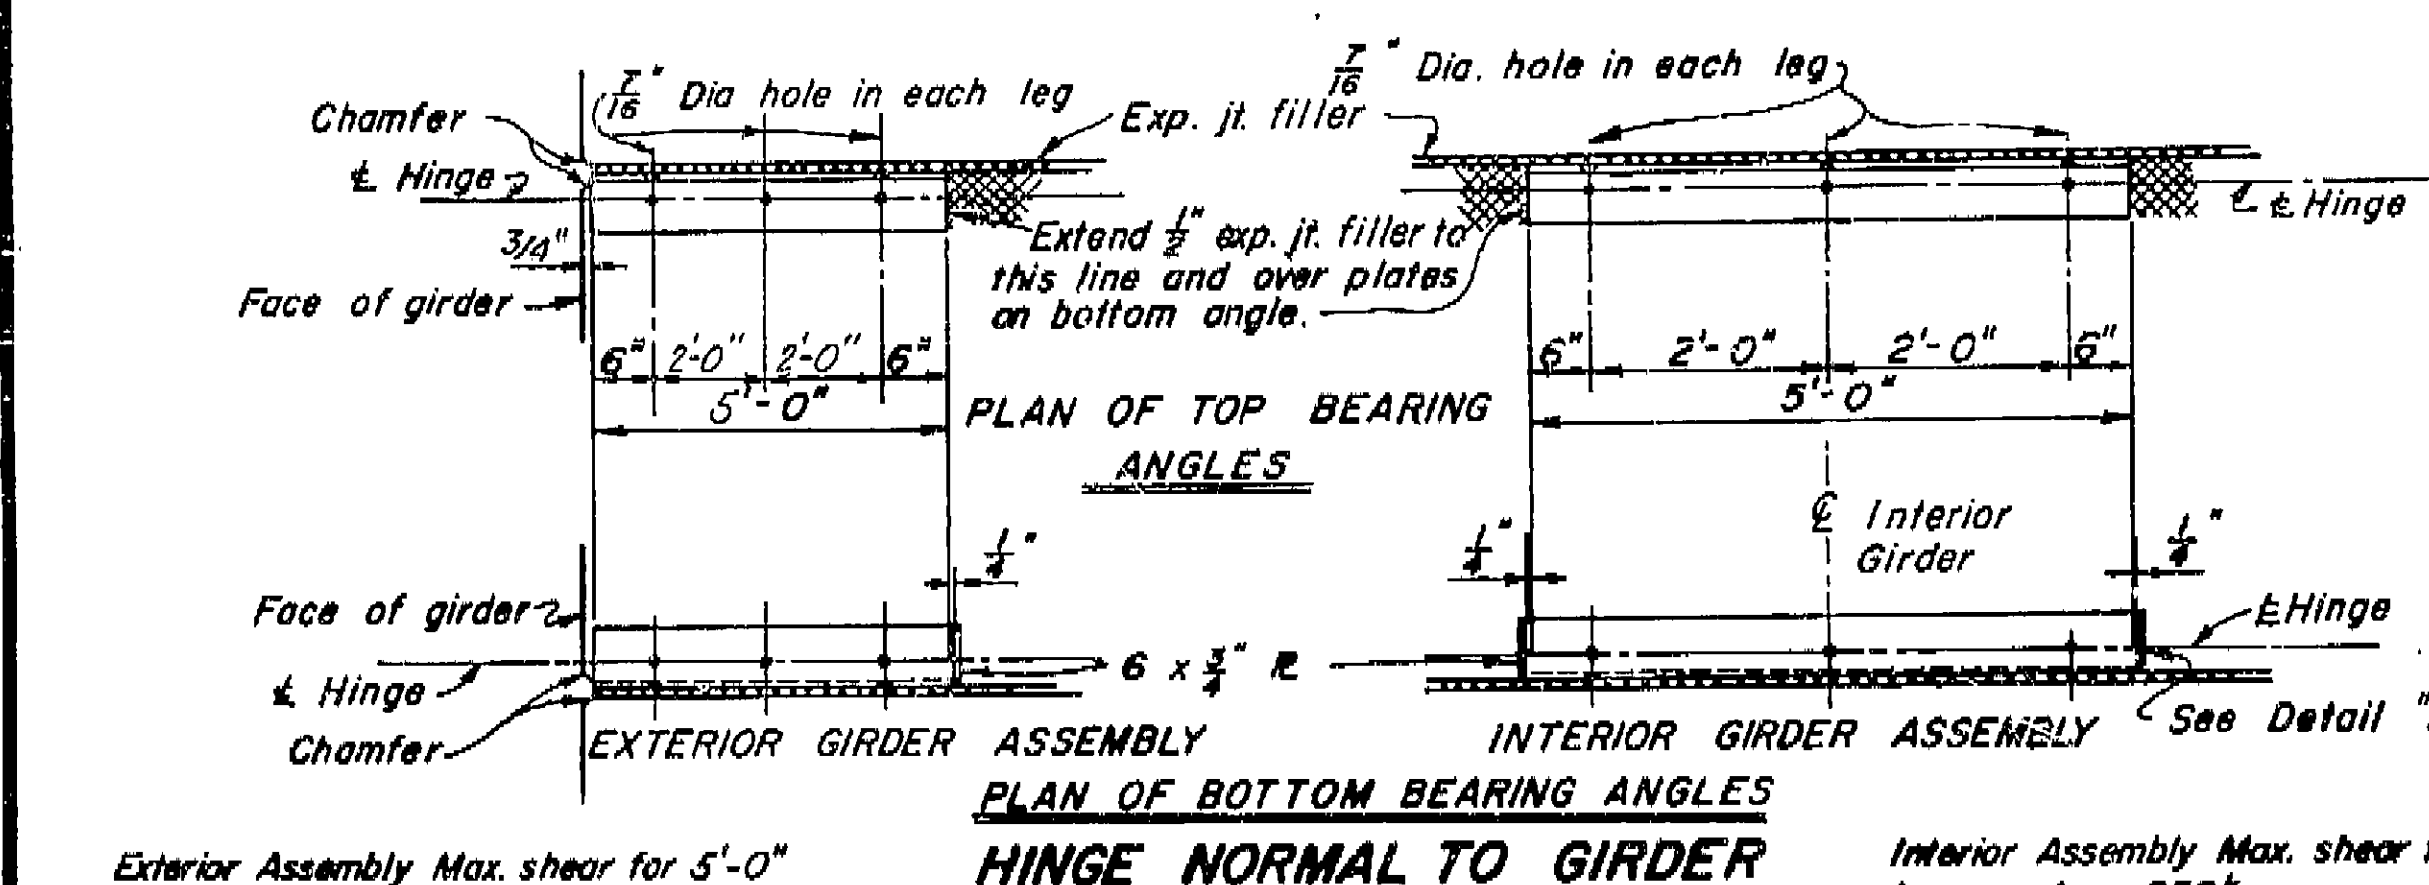 7/16" Dia hole in each leg
7/16" Dia. hole in each leg
Chamfer
Exp. jt. filler
℄ Hinge
℄ Hinge
3/4"
Extend 1/2" exp. jt. filler to
this line and over plates
on bottom angle.
Face of girder
6" 2'-0" 2'-0" 6"
6" 2'-0" 2'-0" 6"
5'-0"
5'-0"
PLAN OF TOP BEARING
ANGLES
℄ Interior
Girder
1/4"
1/4"
1/4"
Face of girder
℄ Hinge
6 x 3/4" ℞
℄ Hinge
Chamfer
See Detail "
EXTERIOR GIRDER ASSEMBLY
INTERIOR GIRDER ASSEMBLY
PLAN OF BOTTOM BEARING ANGLES
Exterior Assembly Max. shear for 5'-0"
HINGE NORMAL TO GIRDER
Interior Assembly Max. shear